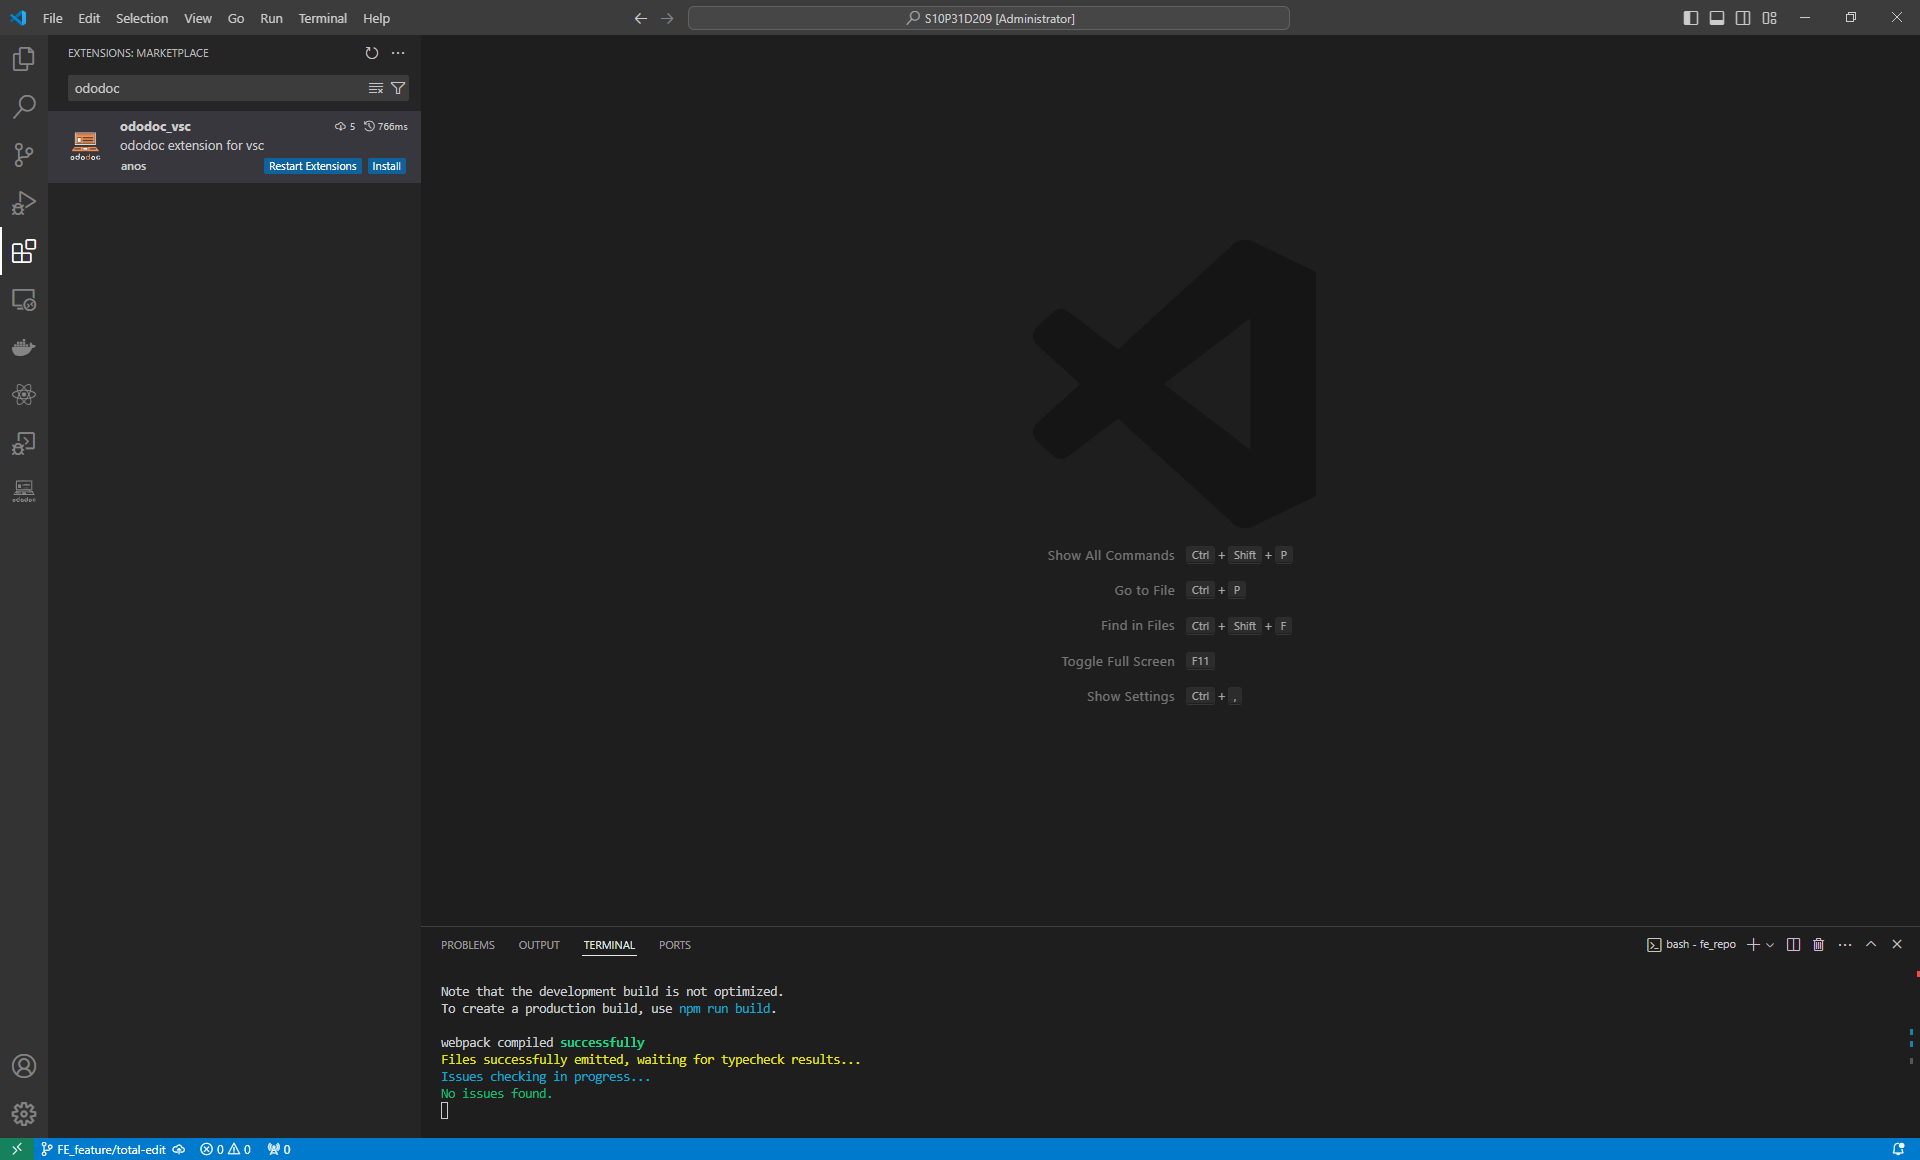 File Edit Selection View Go Run Terminal Help
S10P31D209 [Administrator]
EXTENSIONS: MARKETPLACE
ododoc
ododoc_vsc 5 766ms
ododoc extension for vsc
ododoc
anos Restart Extensions Install
ododoc
Show All Commands Ctrl + Shift + P
Go to File Ctrl + P
Find in Files Ctrl + Shift + F
Toggle Full Screen F11
Show Settings Ctrl + ,
PROBLEMS OUTPUT TERMINAL PORTS
bash - fe_repo
Note that the development build is not optimized.
To create a production build, use npm run build.
webpack compiled successfully
Files successfully emitted, waiting for typecheck results...
Issues checking in progress...
No issues found.
FE_feature/total-edit 0 0 0